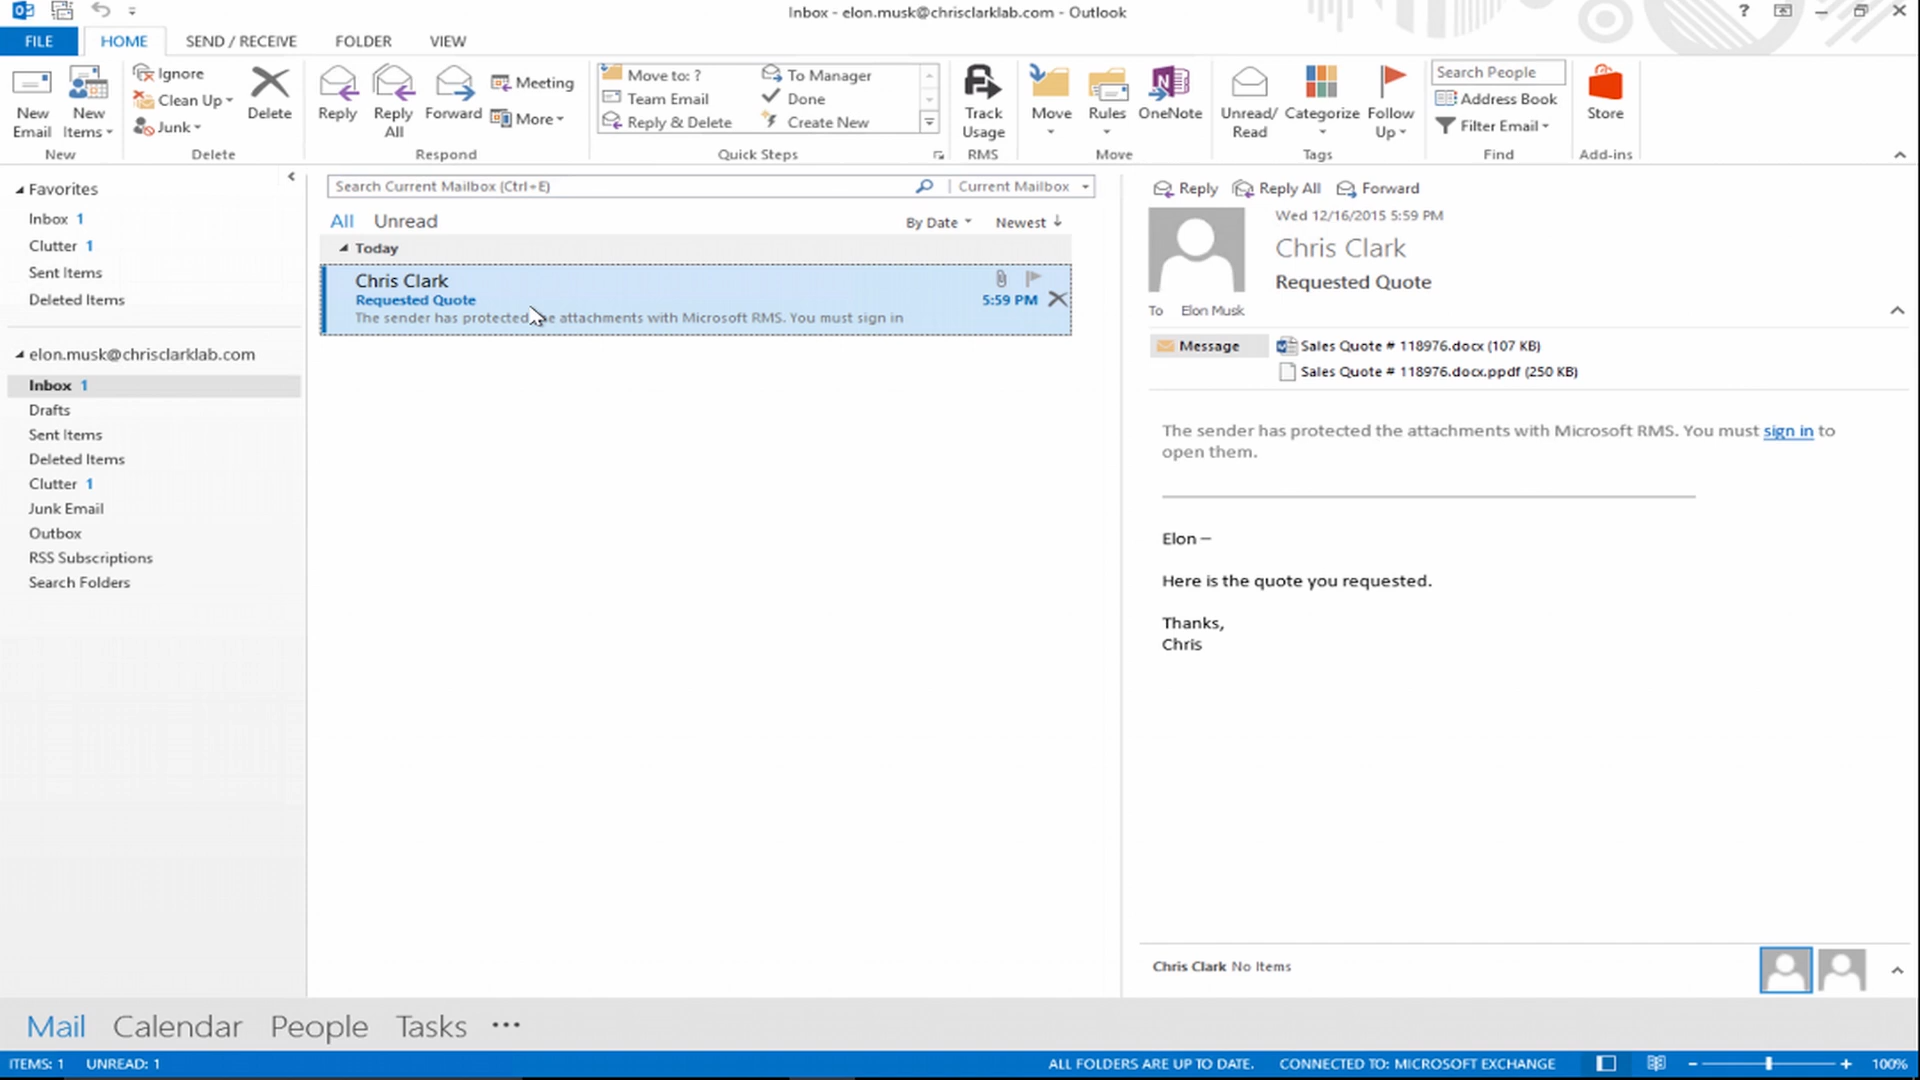 Inbox - elon.musk@chrisclarklab.com - Outlook
?
FILE HOME SEND / RECEIVE FOLDER VIEW
New Email
New Items
New
Ignore
Clean Up
Junk
Delete
Delete
Reply
Reply All
Forward
Meeting
More
Respond
Move to: ?
Team Email
Reply & Delete
To Manager
Done
Create New
Quick Steps
Track Usage
RMS
Move
Rules
OneNote
Move
Unread/ Read
Categorize
Follow Up
Tags
Search People
Address Book
Filter Email
Find
Store
Add-ins
Favorites
Inbox 1
Clutter 1
Sent Items
Deleted Items
elon.musk@chrisclarklab.com
Inbox 1
Drafts
Sent Items
Deleted Items
Clutter 1
Junk Email
Outbox
RSS Subscriptions
Search Folders
Search Current Mailbox (Ctrl+E)
Current Mailbox
All Unread
By Date Newest
Today
Chris Clark
Requested Quote 5:59 PM
The sender has protected the attachments with Microsoft RMS. You must sign in
Reply Reply All Forward
Wed 12/16/2015 5:59 PM
Chris Clark
Requested Quote
To Elon Musk
Message
Sales Quote # 118976.docx (107 KB)
Sales Quote # 118976.docx.ppdf (250 KB)
The sender has protected the attachments with Microsoft RMS. You must sign in to
open them.
Elon –
Here is the quote you requested.
Thanks,
Chris
Chris Clark No Items
Mail Calendar People Tasks •••
ITEMS: 1 UNREAD: 1
ALL FOLDERS ARE UP TO DATE. CONNECTED TO: MICROSOFT EXCHANGE
100%